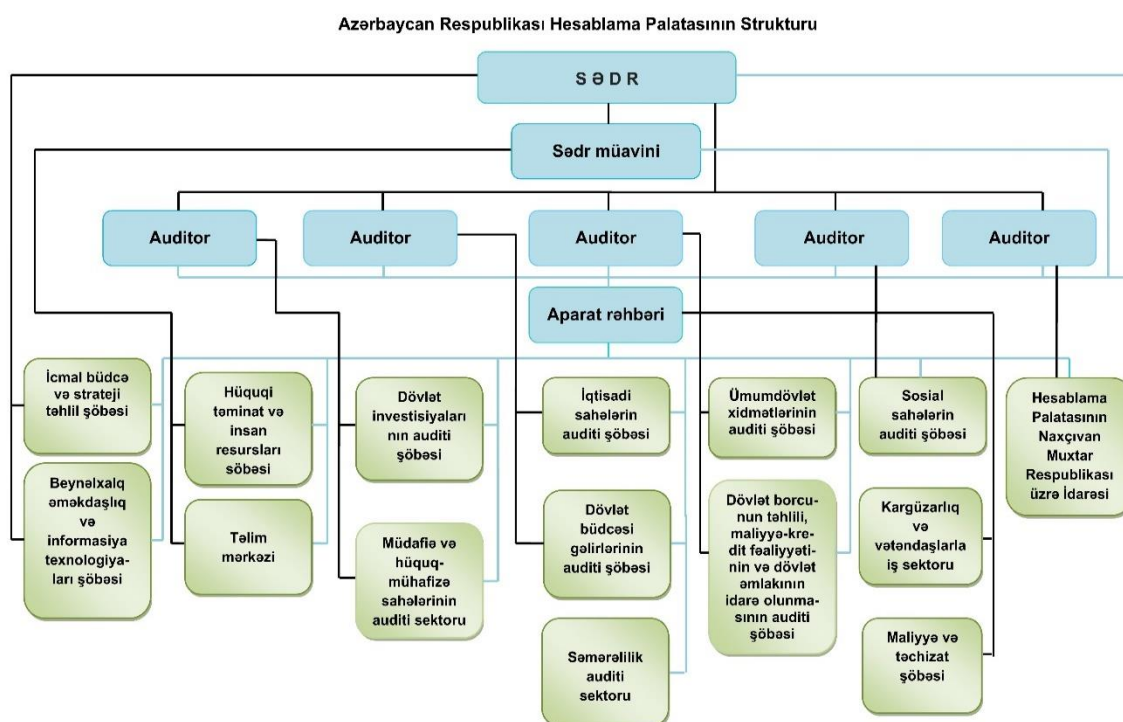 Azərbaycan Respublikası Hesablama Palatasının Strukturu
S Ə D R
Sədr müavini
Auditor
Auditor
Auditor
Auditor
Auditor
Aparat rəhbəri
İcmal büdcə
və strateji
təhlil şöbəsi
Hüquqi
təminat və
insan
resursları
şöbəsi
Dövlət
investisiyaları
nın auditi
şöbəsi
İqtisadi
sahələrin
auditi şöbəsi
Ümumdövlət
xidmətlərinin
auditi şöbəsi
Sosial
sahələrin
auditi şöbəsi
Hesablama
Palatasının
Naxçıvan
Muxtar
Respublikası
üzrə İdarəsi
Beynəlxalq
əməkdaşlıq
və
informasiya
texnologiya-
ları şöbəsi
Təlim
mərkəzi
Müdafiə və
hüquq-
mühafizə
sahələrinin
auditi sektoru
Dövlət
büdcəsi
gəlirlərinin
auditi şöbəsi
Dövlət borcu-
nun təhlili,
maliyyə-kre-
dit fəaliyyəti-
nin və dövlət
əmlakının
idarə olunma-
sının auditi
şöbəsi
Kargüzarlıq
və
vətəndaşlarla
iş sektoru
Səmərəlilik
auditi
sektoru
Maliyyə və
təchizat
şöbəsi